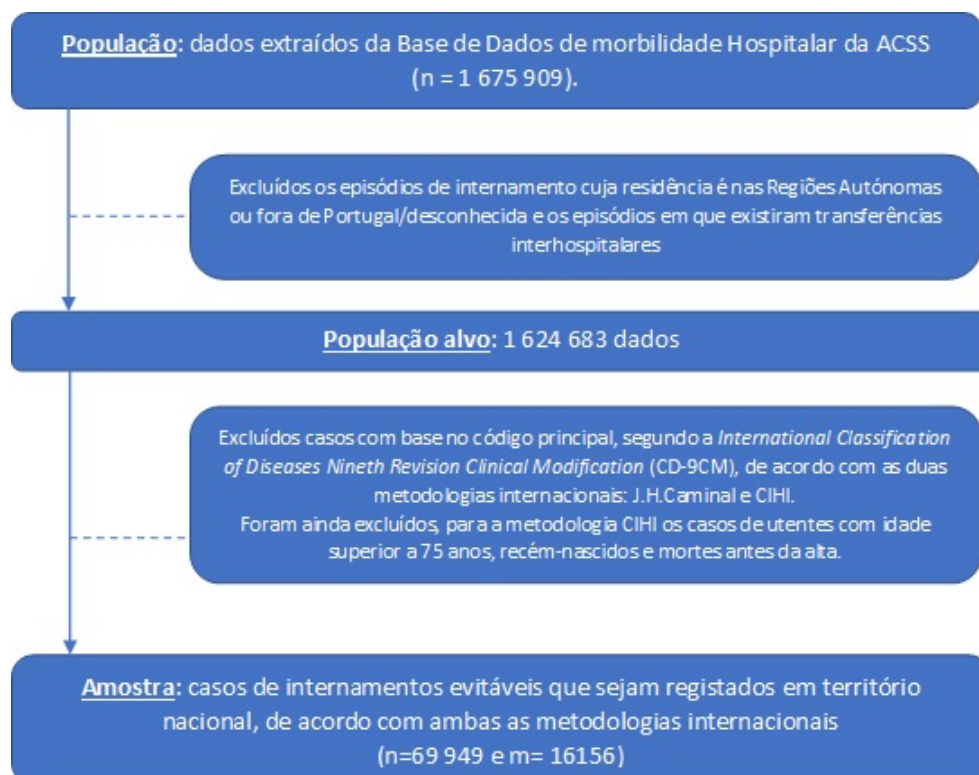 População: dados extraídos da Base de Dados de morbilidade Hospitalar da ACSS
(n = 1 675 909).
Excluídos os episódios de internamento cuja residência é nas Regiões Autónomas
ou fora de Portugal/desconhecida e os episódios em que existiram transferências
interhospitalares
População alvo: 1 624 683 dados
Excluídos casos com base no código principal, segundo a International Classification
of Diseases Nineth Revision Clinical Modification (CD-9CM), de acordo com as duas
metodologias internacionais: J.H.Caminal e CIHI.
Foram ainda excluídos, para a metodologia CIHI os casos de utentes com idade
superior a 75 anos, recém-nascidos e mortes antes da alta.
Amostra: casos de internamentos evitáveis que sejam registados em território
nacional, de acordo com ambas as metodologias internacionais
(n=69 949 e m= 16156)